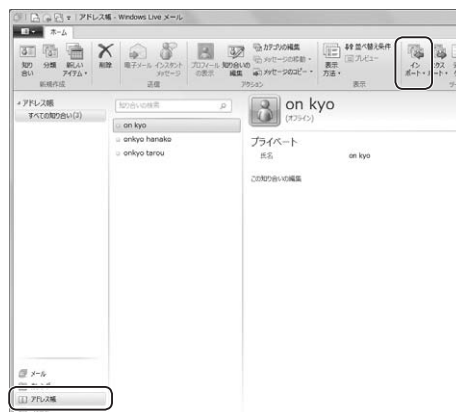 アドレス帳 - Windows Live メール
ホーム
知り合い
分類
新しいアイテム
削除
電子メール
インスタント メッセージ
プロフィールの表示
知り合いの編集
カテゴリの編集
メッセージの移動
メッセージのコピー
表示方法
並べ替え条件
プレビュー
インポート
新規作成
送信
アクション
表示
アドレス帳
すべての知り合い(3)
知り合いの検索
on kyo
onkyo hanako
onkyo tarou
on kyo
(オフライン)
プライベート
氏名 on kyo
この知り合いの編集
メール
アドレス帳